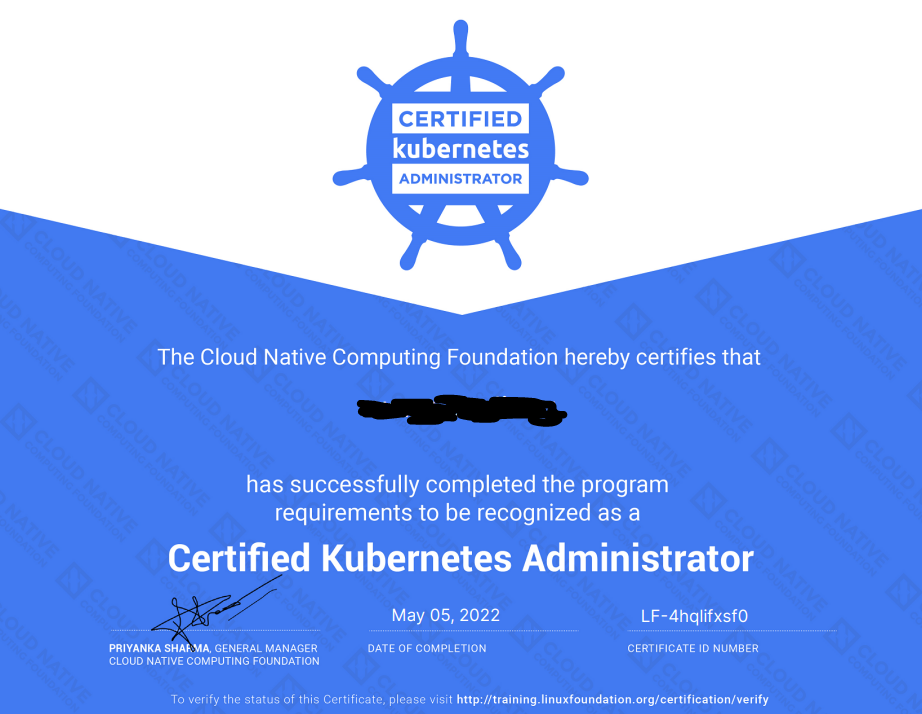 CERTIFIED
kubernetes
ADMINISTRATOR
The Cloud Native Computing Foundation hereby certifies that
has successfully completed the program
requirements to be recognized as a
Certified Kubernetes Administrator
May 05, 2022
LF-4hqlifxsf0
PRIYANKA SHARMA, GENERAL MANAGER
CLOUD NATIVE COMPUTING FOUNDATION
DATE OF COMPLETION
CERTIFICATE ID NUMBER
To verify the status of this Certificate, please visit http://training.linuxfoundation.org/certification/verify